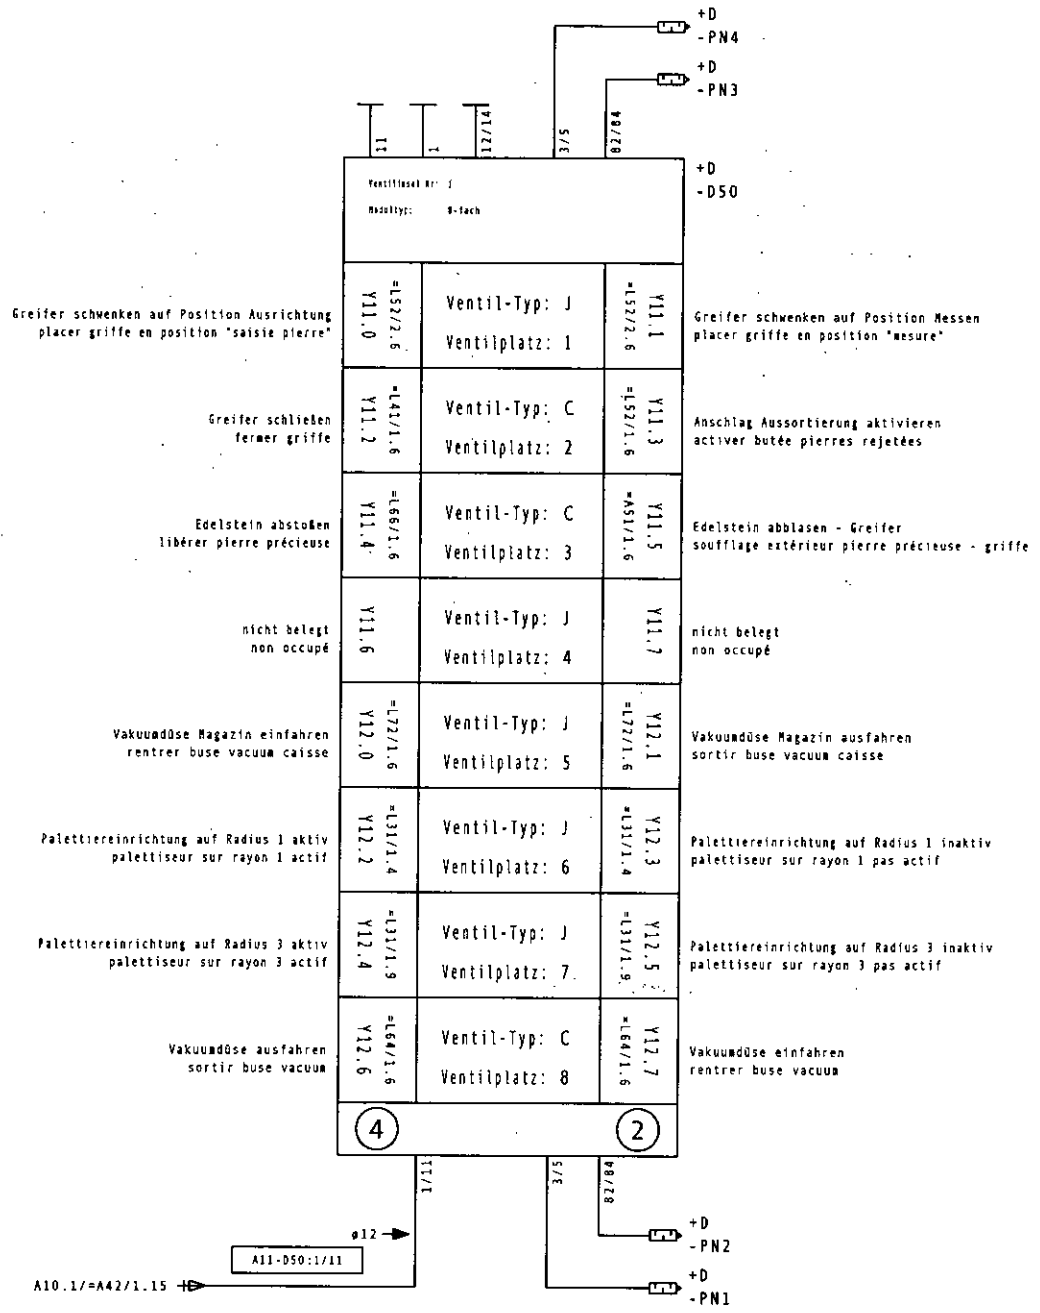 +D
-PN4
+D
-PN3
11
1
12/14
3/5
82/84
+D
-D50
Ventilinsel Nr: 1
Modultyp: 8-fach
Greifer schwenken auf Position Ausrichtung
placer griffe en position "saisie pierre"
Y11.0
=L52/2.6
Ventil-Typ: J
Ventilplatz: 1
=L52/2.6
Y11.1
Greifer schwenken auf Position Messen
placer griffe en position "mesure"
Greifer schließen
fermer griffe
Y11.2
=L41/1.6
Ventil-Typ: C
Ventilplatz: 2
=L52/1.6
Y11.3
Anschlag Aussortierung aktivieren
activer butée pierres rejetées
Edelstein abstoßen
libérer pierre précieuse
Y11.4
=L66/1.6
Ventil-Typ: C
Ventilplatz: 3
=A51/1.6
Y11.5
Edelstein abblasen - Greifer
soufflage extérieur pierre précieuse - griffe
nicht belegt
non occupé
Y11.6
Ventil-Typ: J
Ventilplatz: 4
Y11.7
nicht belegt
non occupé
Vakuumdüse Magazin einfahren
rentrer buse vacuum caisse
Y12.0
=L72/1.6
Ventil-Typ: J
Ventilplatz: 5
=L72/1.6
Y12.1
Vakuumdüse Magazin ausfahren
sortir buse vacuum caisse
Palettiereinrichtung auf Radius 1 aktiv
palettiseur sur rayon 1 actif
Y12.2
=L31/1.4
Ventil-Typ: J
Ventilplatz: 6
=L31/1.4
Y12.3
Palettiereinrichtung auf Radius 1 inaktiv
palettiseur sur rayon 1 pas actif
Palettiereinrichtung auf Radius 3 aktiv
palettiseur sur rayon 3 actif
Y12.4
=L31/1.9
Ventil-Typ: J
Ventilplatz: 7
=L31/1.9
Y12.5
Palettiereinrichtung auf Radius 3 inaktiv
palettiseur sur rayon 3 pas actif
Vakuumdüse ausfahren
sortir buse vacuum
Y12.6
=L64/1.6
Ventil-Typ: C
Ventilplatz: 8
=L64/1.6
Y12.7
Vakuumdüse einfahren
rentrer buse vacuum
4
2
1/11
3/5
82/84
ø12
A11-D50:1/11
A10.1/=A42/1.15
+D
-PN2
+D
-PN1